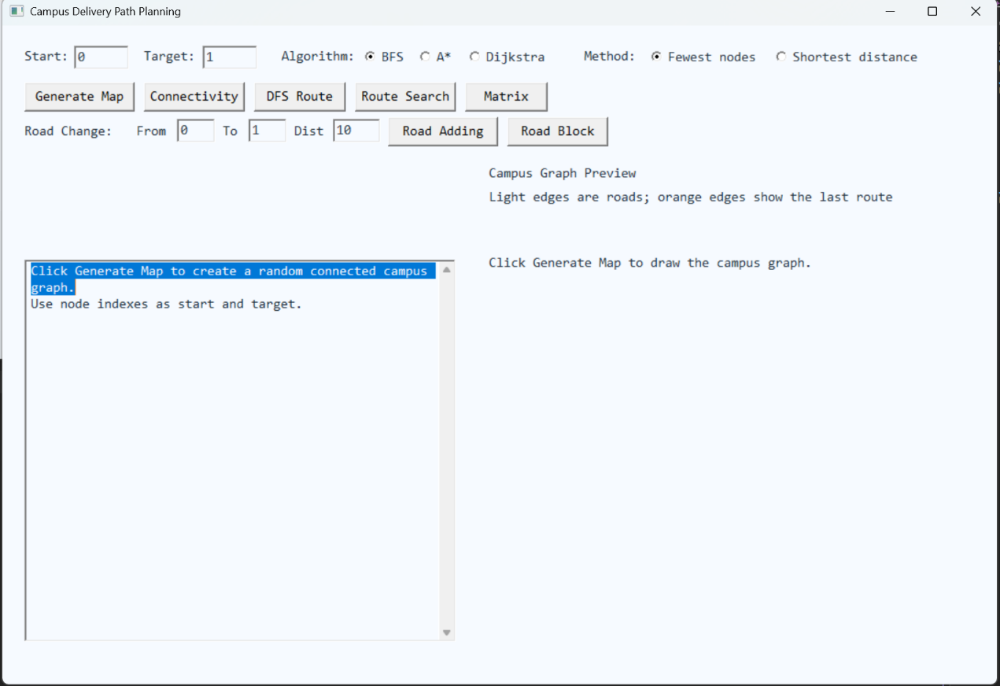 Campus Delivery Path Planning
Start: 0 Target: 1 Algorithm: BFS A* Dijkstra Method: Fewest nodes Shortest distance
Generate Map Connectivity DFS Route Route Search Matrix
Road Change: From 0 To 1 Dist 10 Road Adding Road Block
Campus Graph Preview
Light edges are roads; orange edges show the last route
Click Generate Map to draw the campus graph.
Click Generate Map to create a random connected campus
graph.
Use node indexes as start and target.